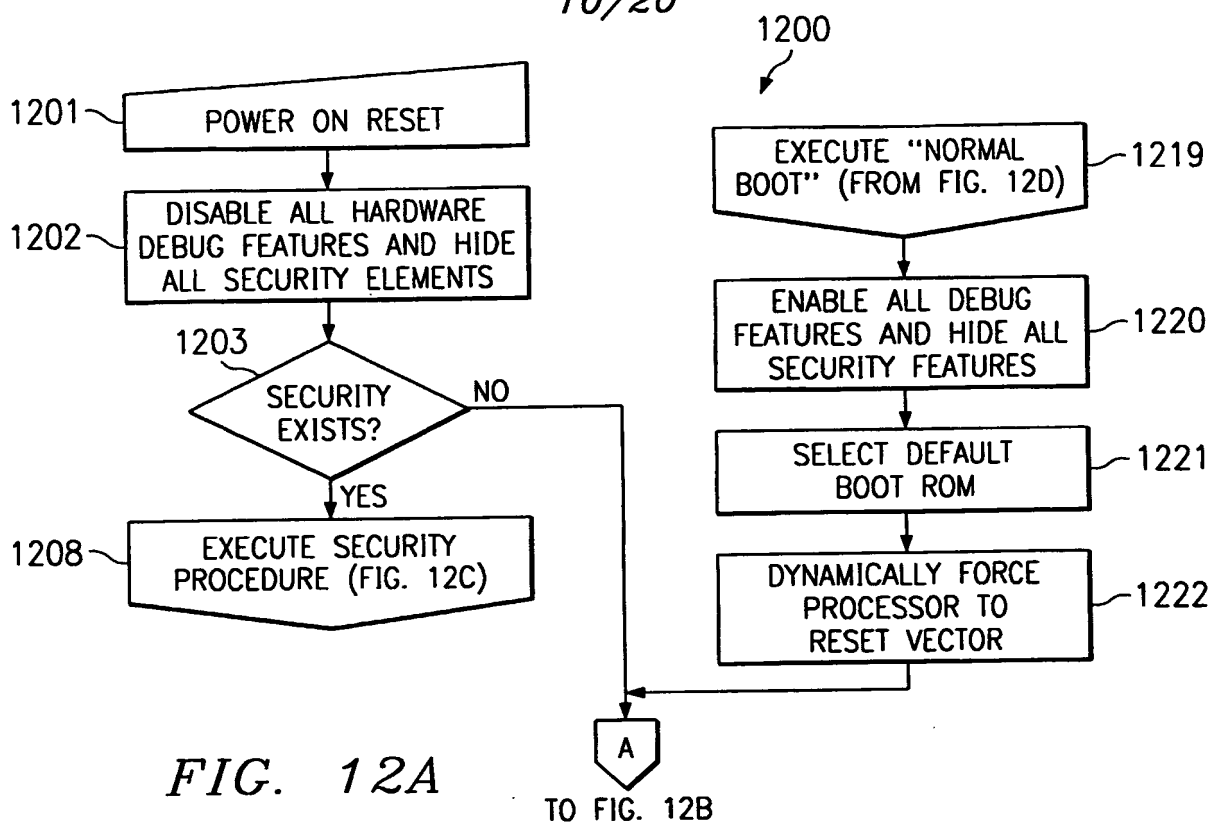 10/20
1200
1201
POWER ON RESET
1202
DISABLE ALL HARDWARE
DEBUG FEATURES AND HIDE
ALL SECURITY ELEMENTS
1203
SECURITY
EXISTS?
NO
YES
1208
EXECUTE SECURITY
PROCEDURE (FIG. 12C)
EXECUTE "NORMAL
BOOT" (FROM FIG. 12D)
1219
ENABLE ALL DEBUG
FEATURES AND HIDE ALL
SECURITY FEATURES
1220
SELECT DEFAULT
BOOT ROM
1221
DYNAMICALLY FORCE
PROCESSOR TO
RESET VECTOR
1222
A
TO FIG. 12B
FIG. 12A